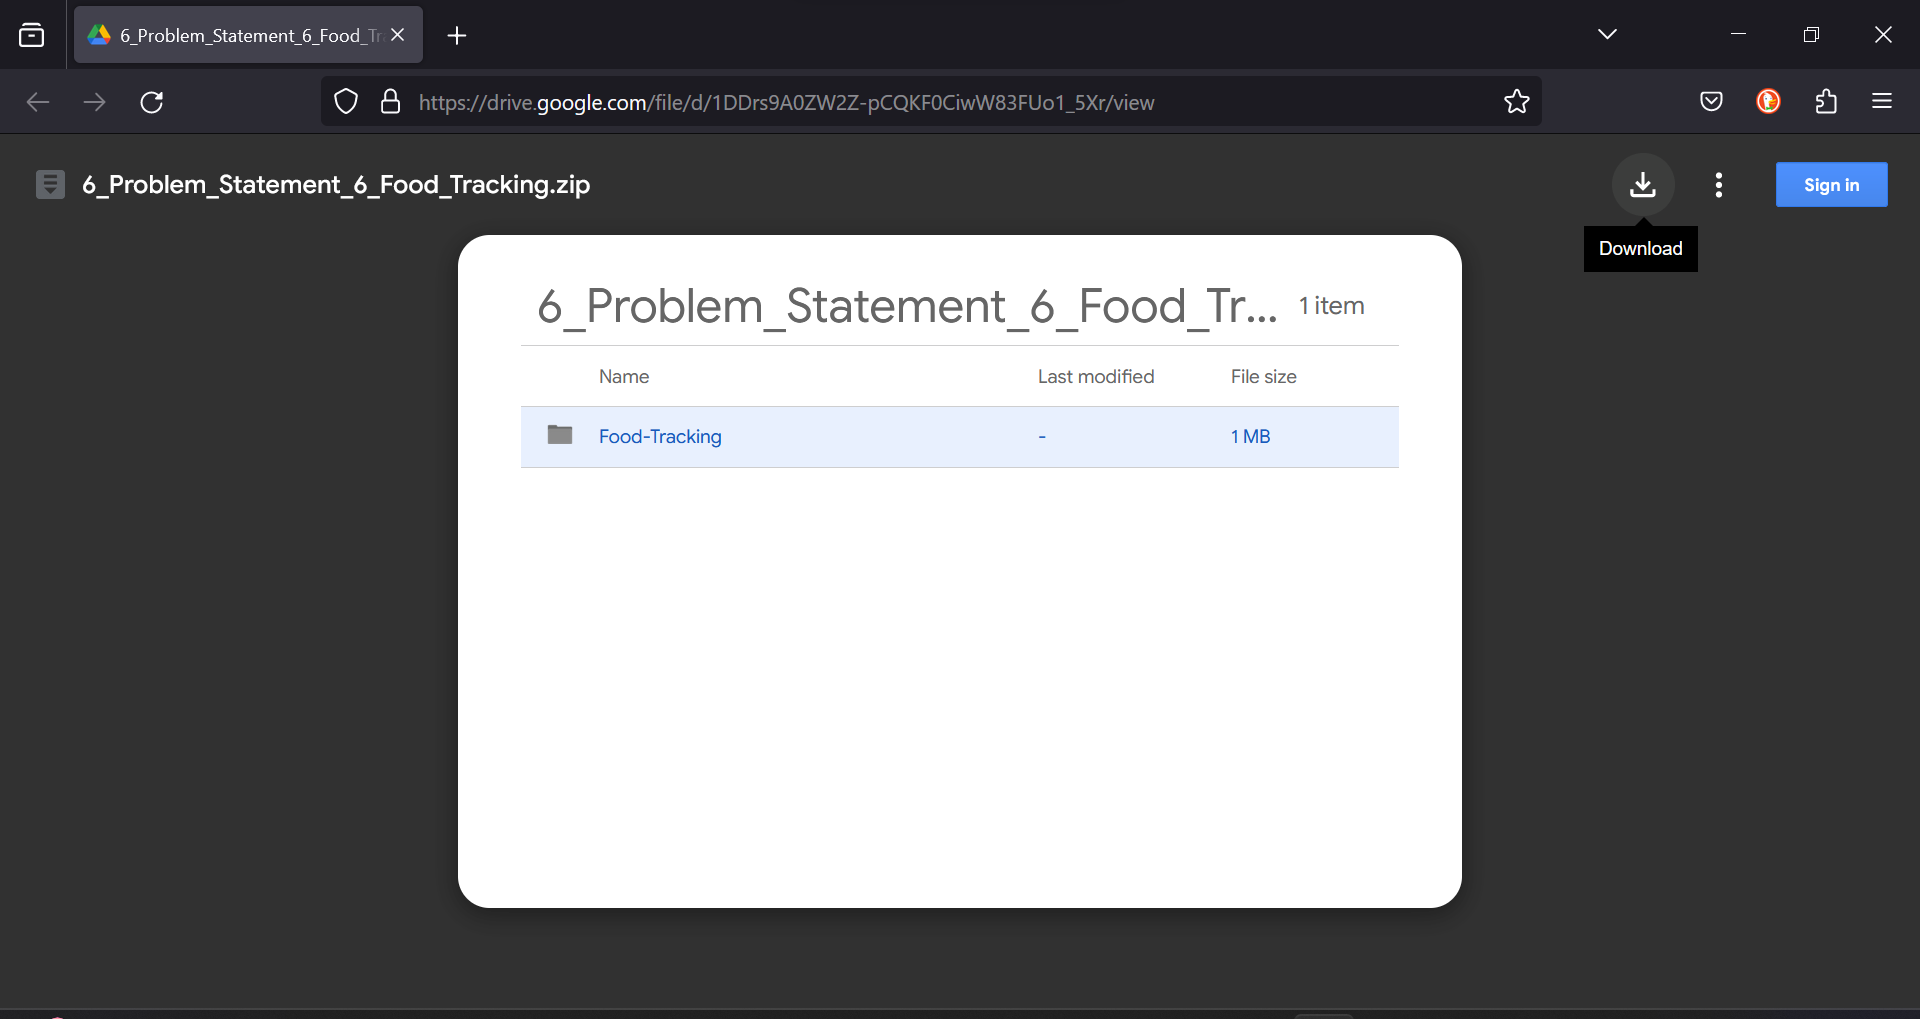 6_Problem_Statement_6_Food_Tr
https://drive.google.com/file/d/1DDrs9A0ZW2Z-pCQKF0CiwW83FUo1_5Xr/view
6_Problem_Statement_6_Food_Tracking.zip
Sign in
Download
6_Problem_Statement_6_Food_Tr... 1 item
Name Last modified File size
Food-Tracking - 1 MB